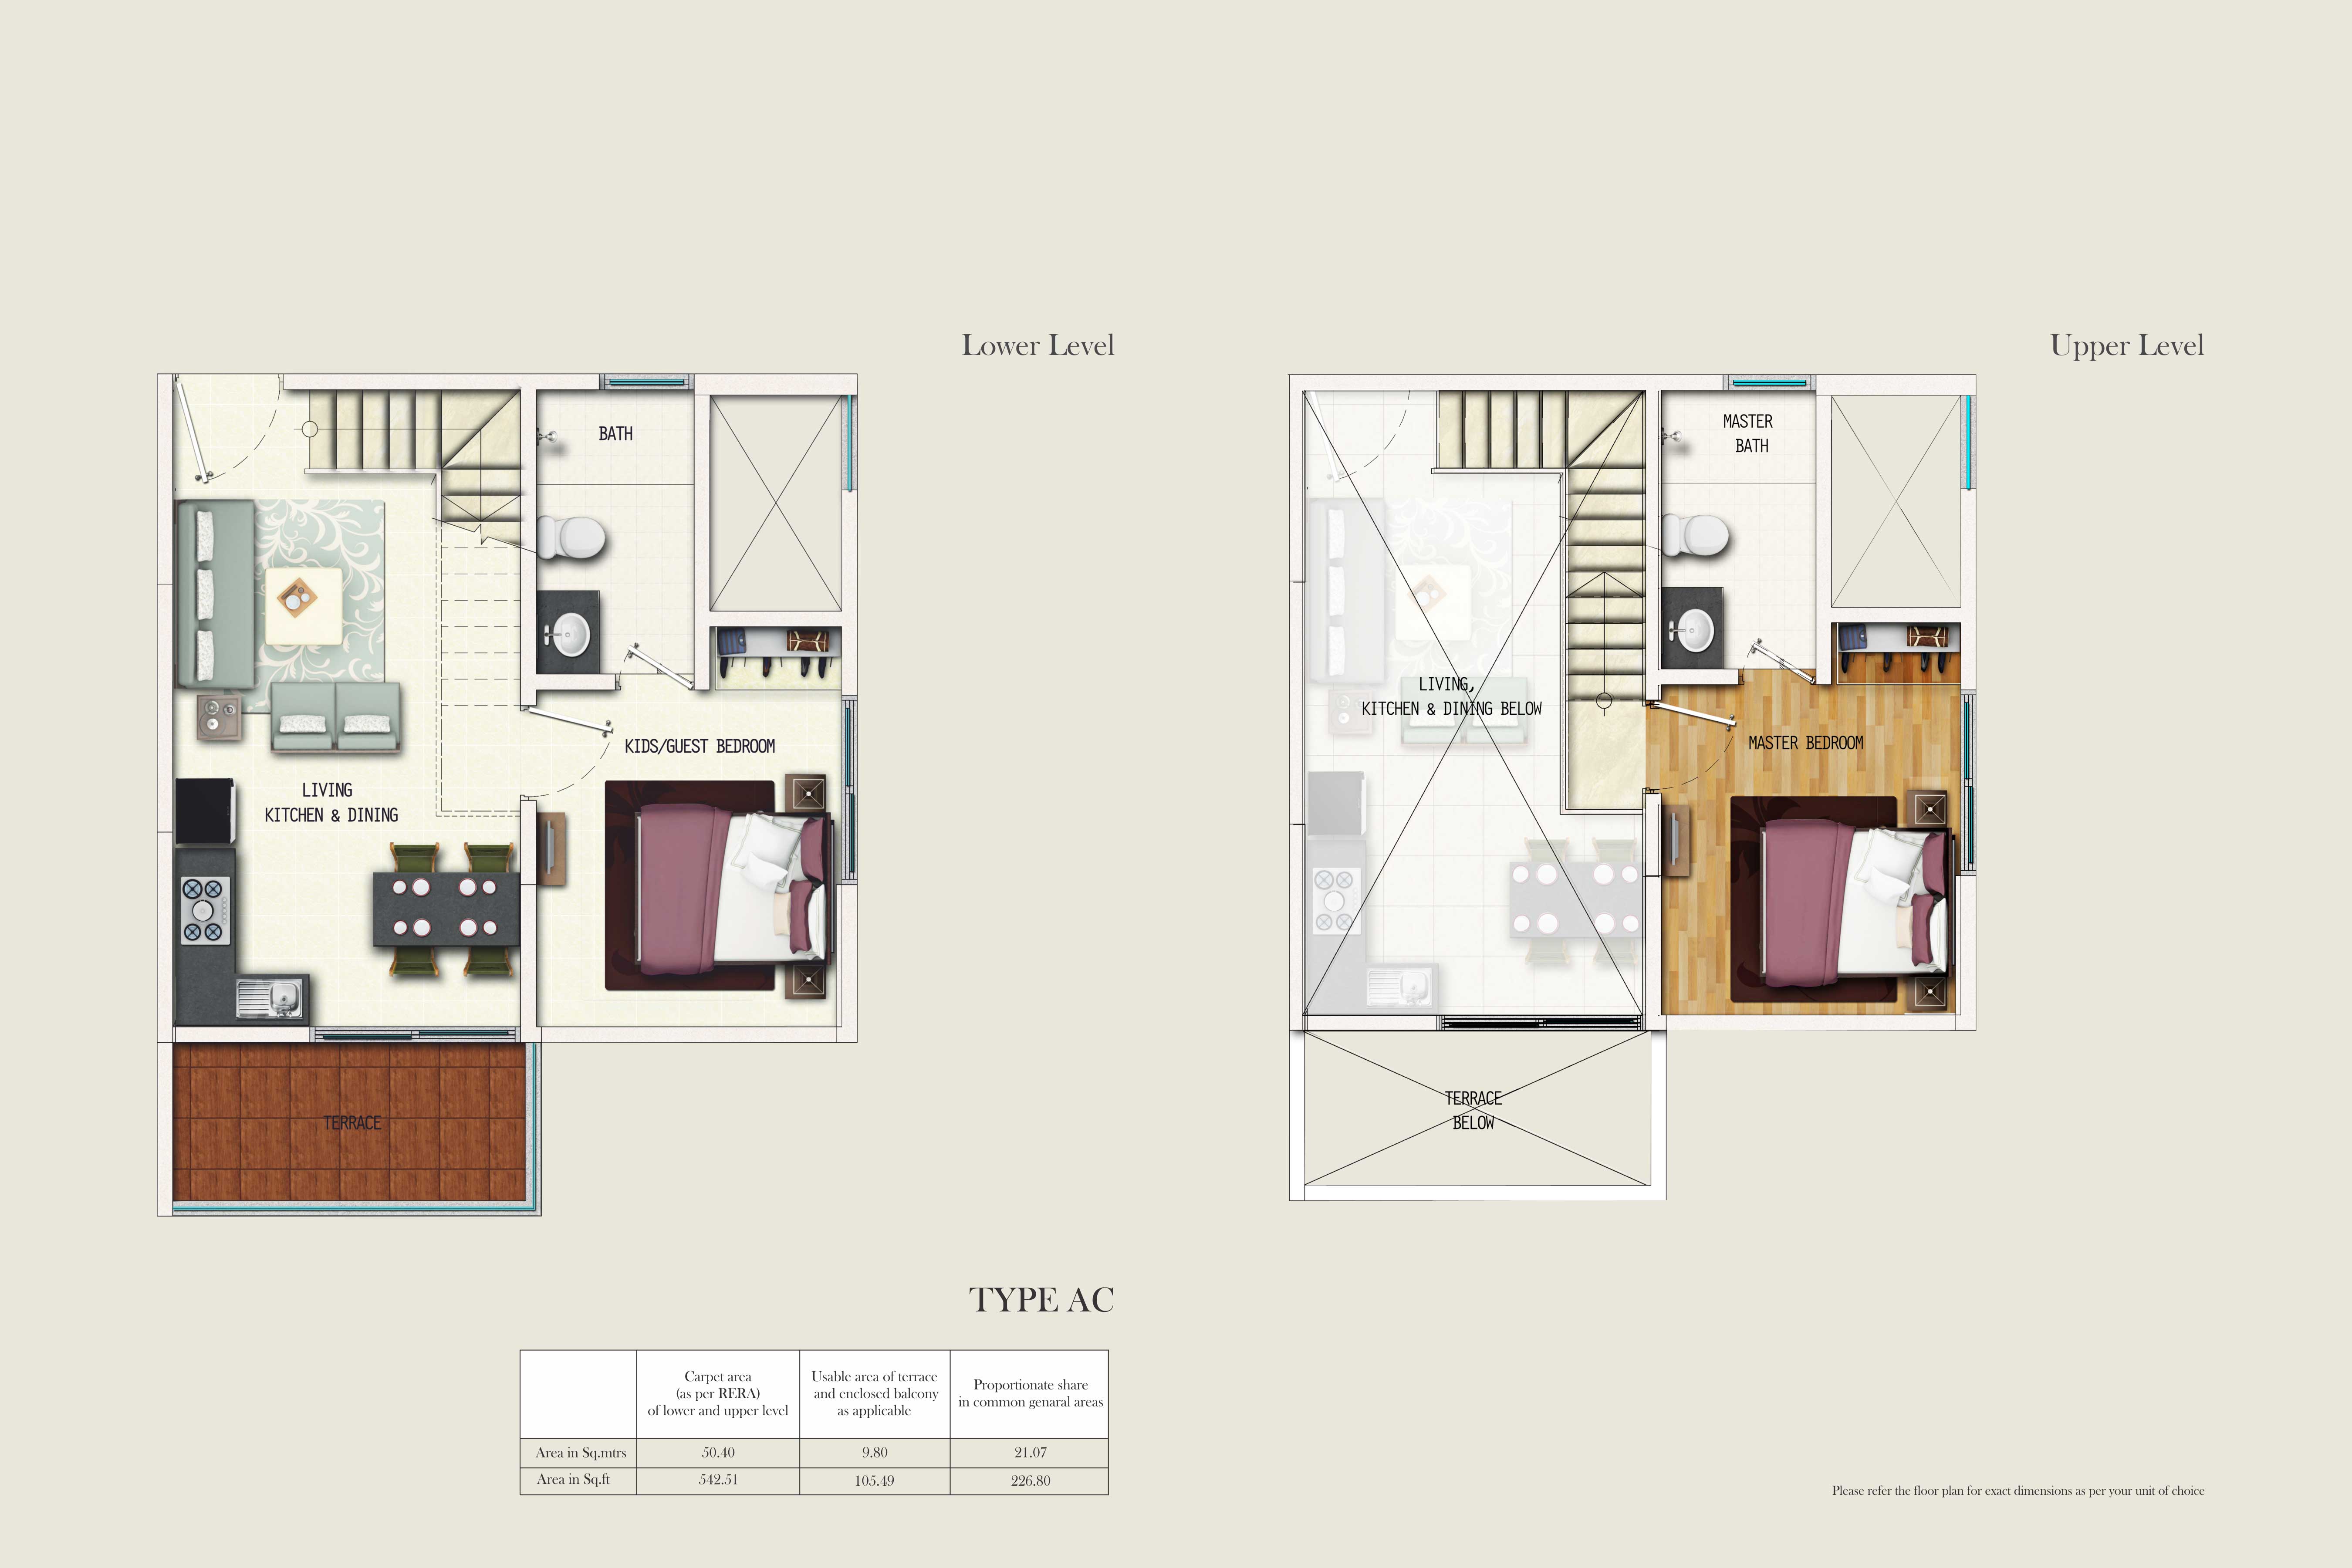 Lower Level
Upper Level
BATH
KIDS/GUEST BEDROOM
LIVING
KITCHEN & DINING
TERRACE
MASTER
BATH
LIVING,
KITCHEN & DINING BELOW
MASTER BEDROOM
TERRACE
BELOW
TYPE AC
Carpet area
(as per RERA)
of lower and upper level
Usable area of terrace
and enclosed balcony
as applicable
Proportionate share
in common genaral areas
Area in Sq.mtrs 50.40 9.80 21.07
Area in Sq.ft 542.51 105.49 226.80
Please refer the floor plan for exact dimensions as per your unit of choice